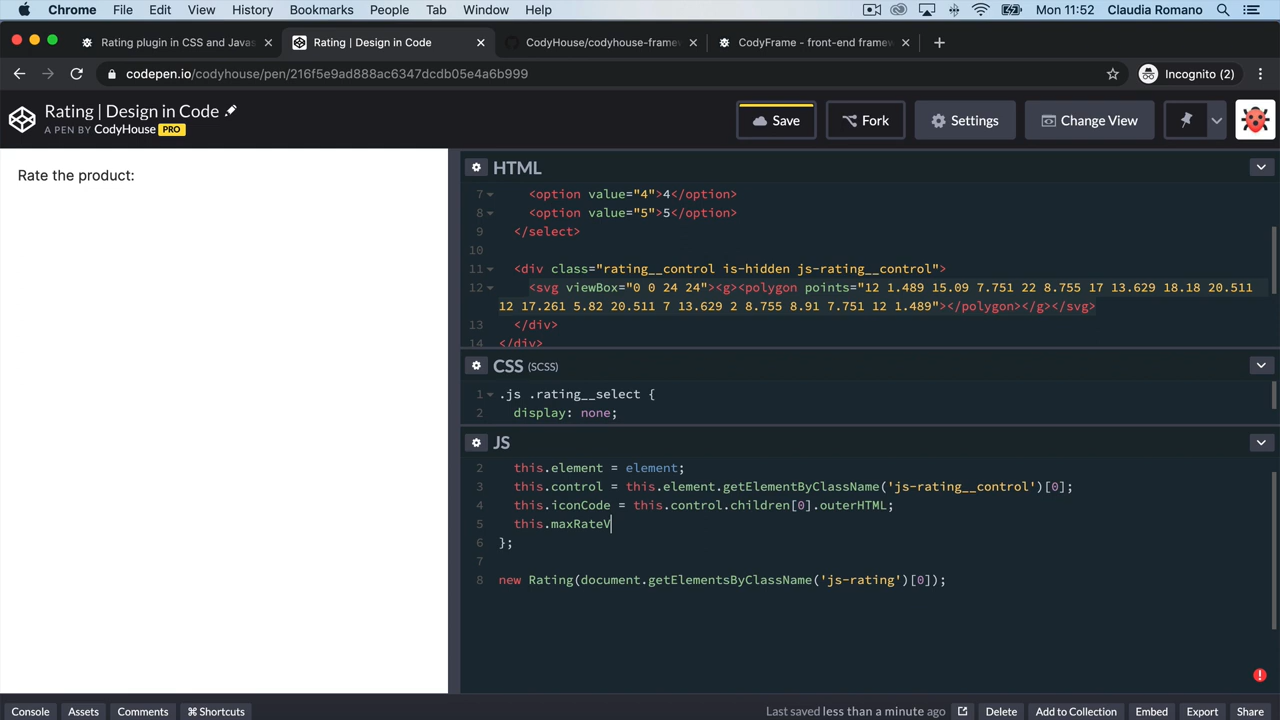 Chrome File Edit View History Bookmarks People Tab Window Help Mon 11:52 Claudia Romano
Rating plugin in CSS and Javas × Rating | Design in Code × CodyHouse/codyhouse-frame × CodyFrame - front-end framew × +
codepen.io/codyhouse/pen/216f5e9ad888ac6347dcdb05e4a6b999 Incognito (2)
Rating | Design in Code
A PEN BY CodyHouse PRO
Save Fork Settings Change View
Rate the product:
HTML
7 <option value="4">4</option>
8 <option value="5">5</option>
9 </select>
10
11 <div class="rating__control is-hidden js-rating__control">
12 <svg viewBox="0 0 24 24"><g><polygon points="12 1.489 15.09 7.751 22 8.755 17 13.629 18.18 20.511
12 17.261 5.82 20.511 7 13.629 2 8.755 8.91 7.751 12 1.489"></polygon></g></svg>
13 </div>
14 </div>
CSS (SCSS)
1 .js .rating__select {
2 display: none;
JS
2 this.element = element;
3 this.control = this.element.getElementByClassName('js-rating__control')[0];
4 this.iconCode = this.control.children[0].outerHTML;
5 this.maxRateV
6 };
7
8 new Rating(document.getElementsByClassName('js-rating')[0]);
Console Assets Comments ⌘ Shortcuts Last saved less than a minute ago Delete Add to Collection Embed Export Share